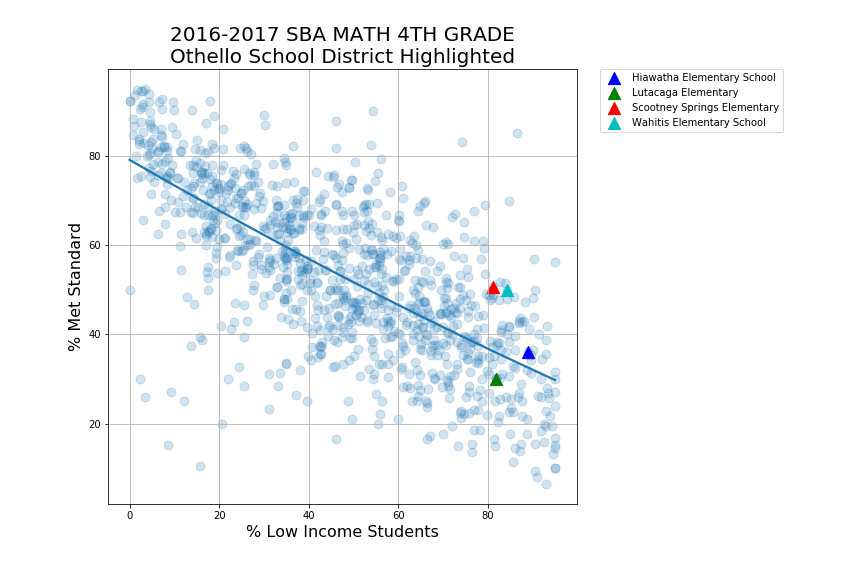 2016-2017 SBA MATH 4TH GRADE
Othello School District Highlighted
Hiawatha Elementary School
Lutacaga Elementary
Scootney Springs Elementary
Wahitis Elementary School
% Met Standard
80
60
40
20
0 20 40 60 80
% Low Income Students